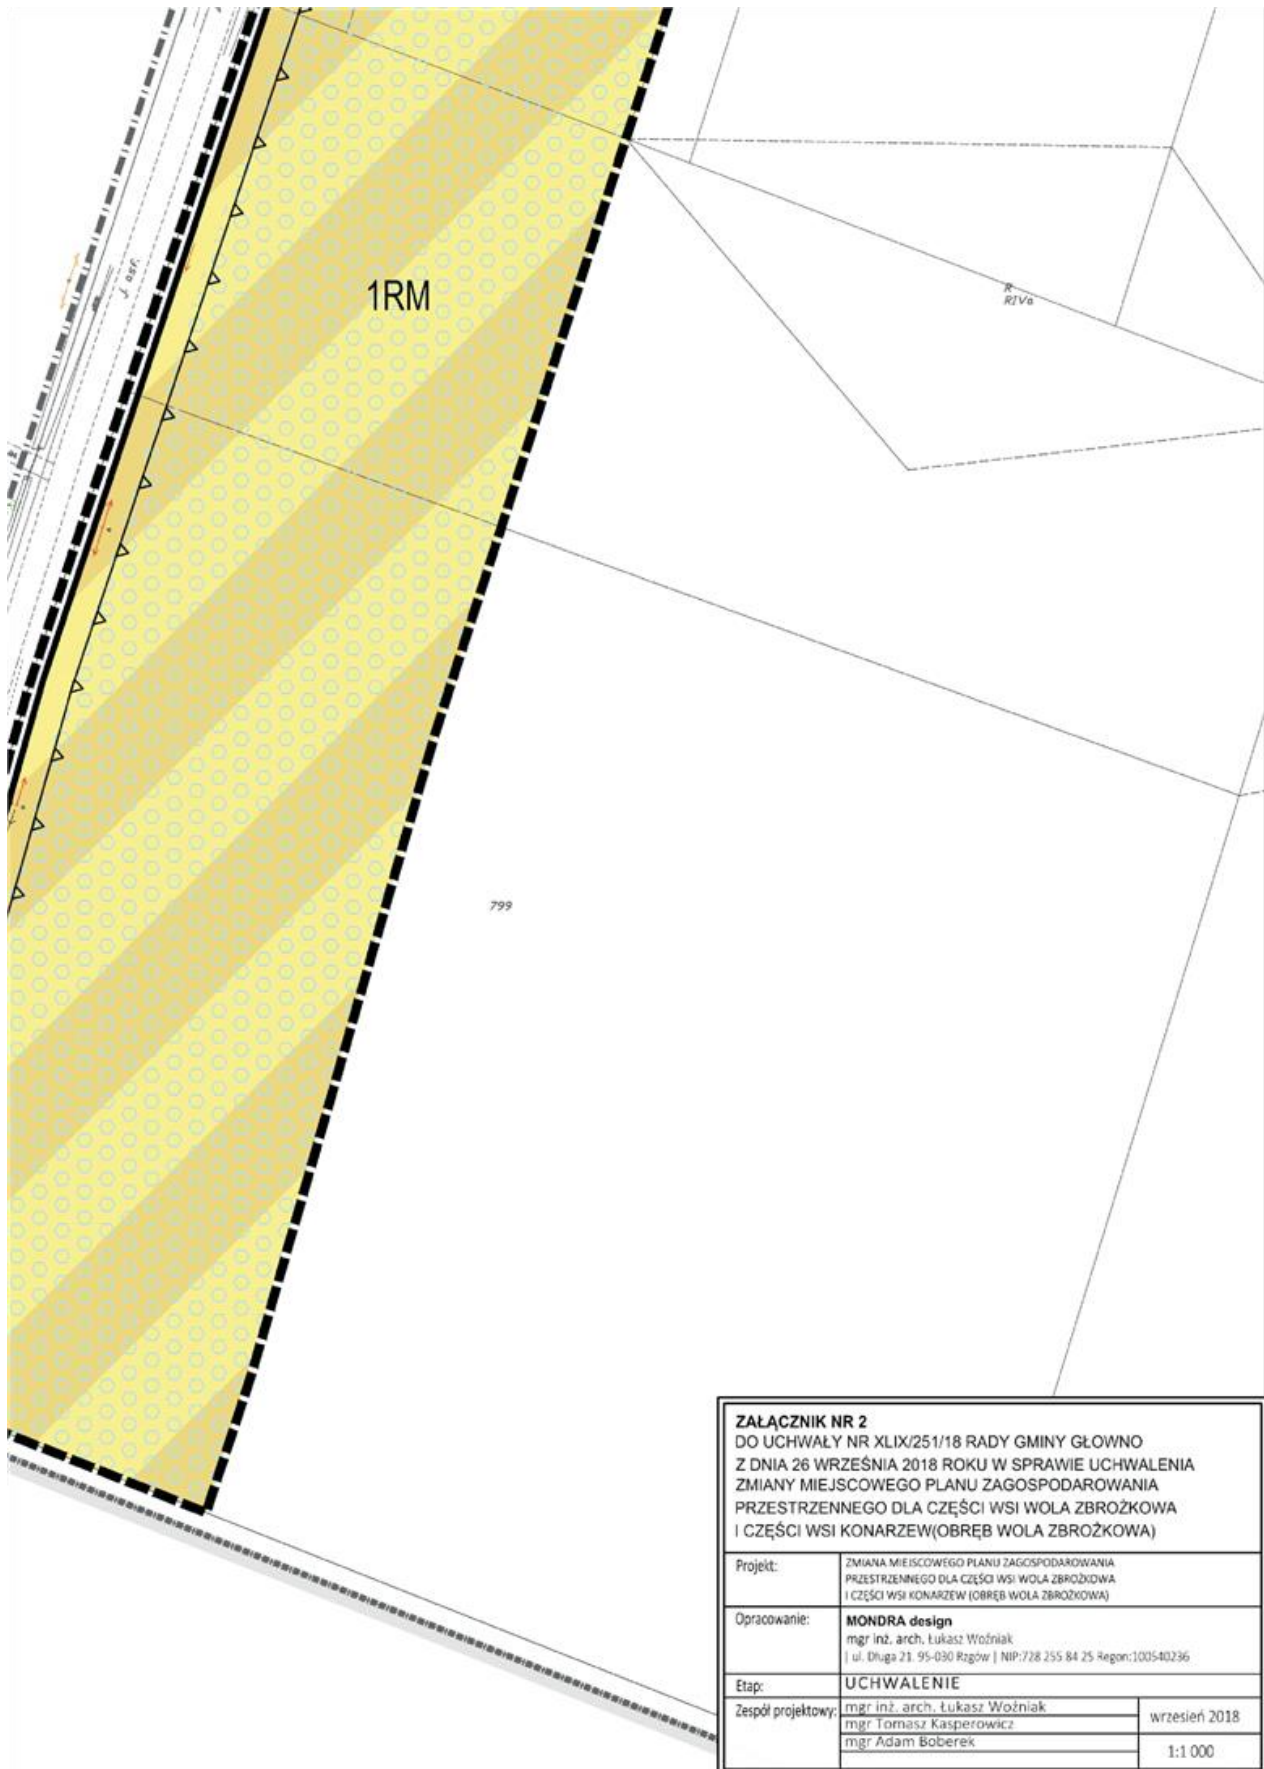 1RM
j. asf.
R
RIVa
799
ZAŁĄCZNIK NR 2
DO UCHWAŁY NR XLIX/251/18 RADY GMINY GŁOWNO
Z DNIA 26 WRZEŚNIA 2018 ROKU W SPRAWIE UCHWALENIA
ZMIANY MIEJSCOWEGO PLANU ZAGOSPODAROWANIA
PRZESTRZENNEGO DLA CZĘŚCI WSI WOLA ZBROŻKOWA
I CZĘŚCI WSI KONARZEW(OBRĘB WOLA ZBROŻKOWA)
Projekt:
ZMIANA MIEJSCOWEGO PLANU ZAGOSPODAROWANIA
PRZESTRZENNEGO DLA CZĘŚCI WSI WOLA ZBROŻKOWA
I CZĘŚCI WSI KONARZEW (OBRĘB WOLA ZBROŻKOWA)
Opracowanie:
MONDRA design
mgr inż. arch. Łukasz Woźniak
| ul. Długa 21. 95-030 Rzgów | NIP:728 255 84 25 Regon:100540236
Etap:
UCHWALENIE
Zespół projektowy:
mgr inż. arch. Łukasz Woźniak
mgr Tomasz Kasperowicz
mgr Adam Boberek
wrzesień 2018
1:1 000